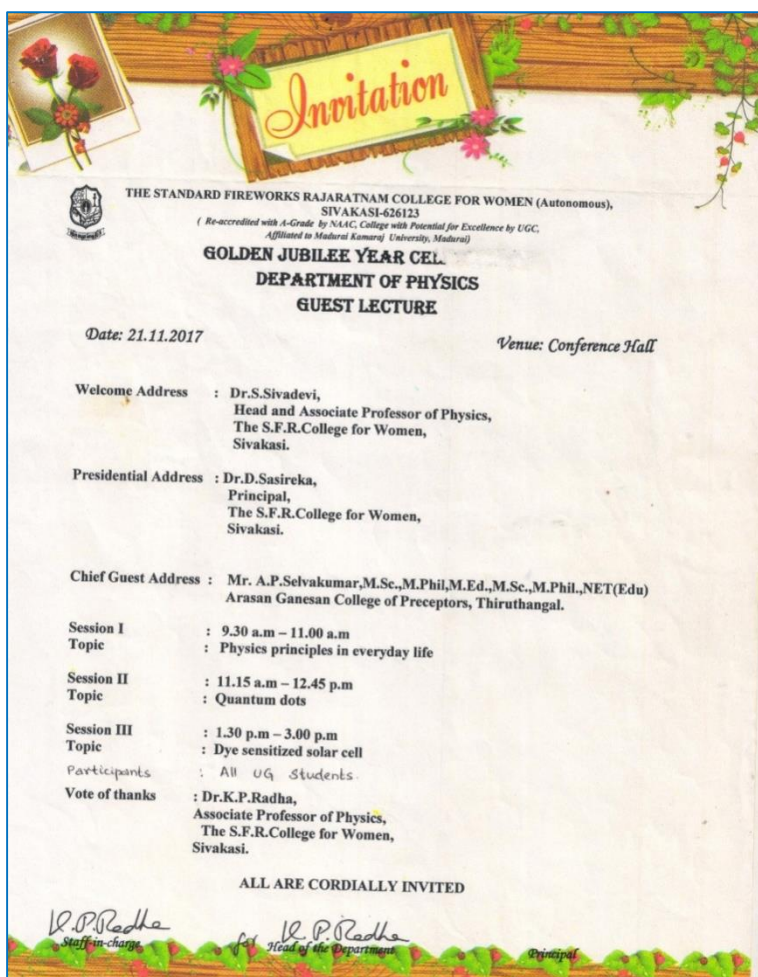 Invitation
THE STANDARD FIREWORKS RAJARATNAM COLLEGE FOR WOMEN (Autonomous),
SIVAKASI-626123
( Re-accredited with A-Grade by NAAC, College with Potential for Excellence by UGC,
Affiliated to Madurai Kamaraj University, Madurai)
GOLDEN JUBILEE YEAR CEL
DEPARTMENT OF PHYSICS
GUEST LECTURE
Date: 21.11.2017 Venue: Conference Hall
Welcome Address : Dr.S.Sivadevi,
Head and Associate Professor of Physics,
The S.F.R.College for Women,
Sivakasi.
Presidential Address : Dr.D.Sasireka,
Principal,
The S.F.R.College for Women,
Sivakasi.
Chief Guest Address : Mr. A.P.Selvakumar,M.Sc.,M.Phil,M.Ed.,M.Sc.,M.Phil.,NET(Edu)
Arasan Ganesan College of Preceptors, Thiruthangal.
Session I : 9.30 a.m – 11.00 a.m
Topic : Physics principles in everyday life
Session II : 11.15 a.m – 12.45 p.m
Topic : Quantum dots
Session III : 1.30 p.m – 3.00 p.m
Topic : Dye sensitized solar cell
Participants : All UG Students.
Vote of thanks : Dr.K.P.Radha,
Associate Professor of Physics,
The S.F.R.College for Women,
Sivakasi.
ALL ARE CORDIALLY INVITED
K.P.Radha for K.P.Radha
Staff-in-charge Head of the Department Principal